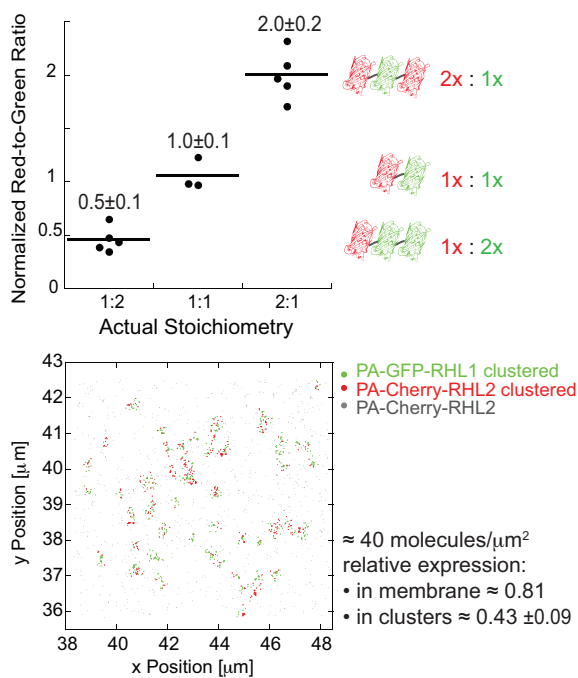 Normalized Red-to-Green Ratio
2
1
0.5
0
0.5±0.1
1.0±0.1
2.0±0.2
1:2 1:1 2:1
Actual Stoichiometry
2x : 1x
1x : 1x
1x : 2x
y Position [μm]
43
42
41
40
39
38
37
36
38 40 42 44 46 48
x Position [μm]
PA-GFP-RHL1 clustered
PA-Cherry-RHL2 clustered
PA-Cherry-RHL2
≈ 40 molecules/μm²
relative expression:
• in membrane ≈ 0.81
• in clusters ≈ 0.43 ±0.09